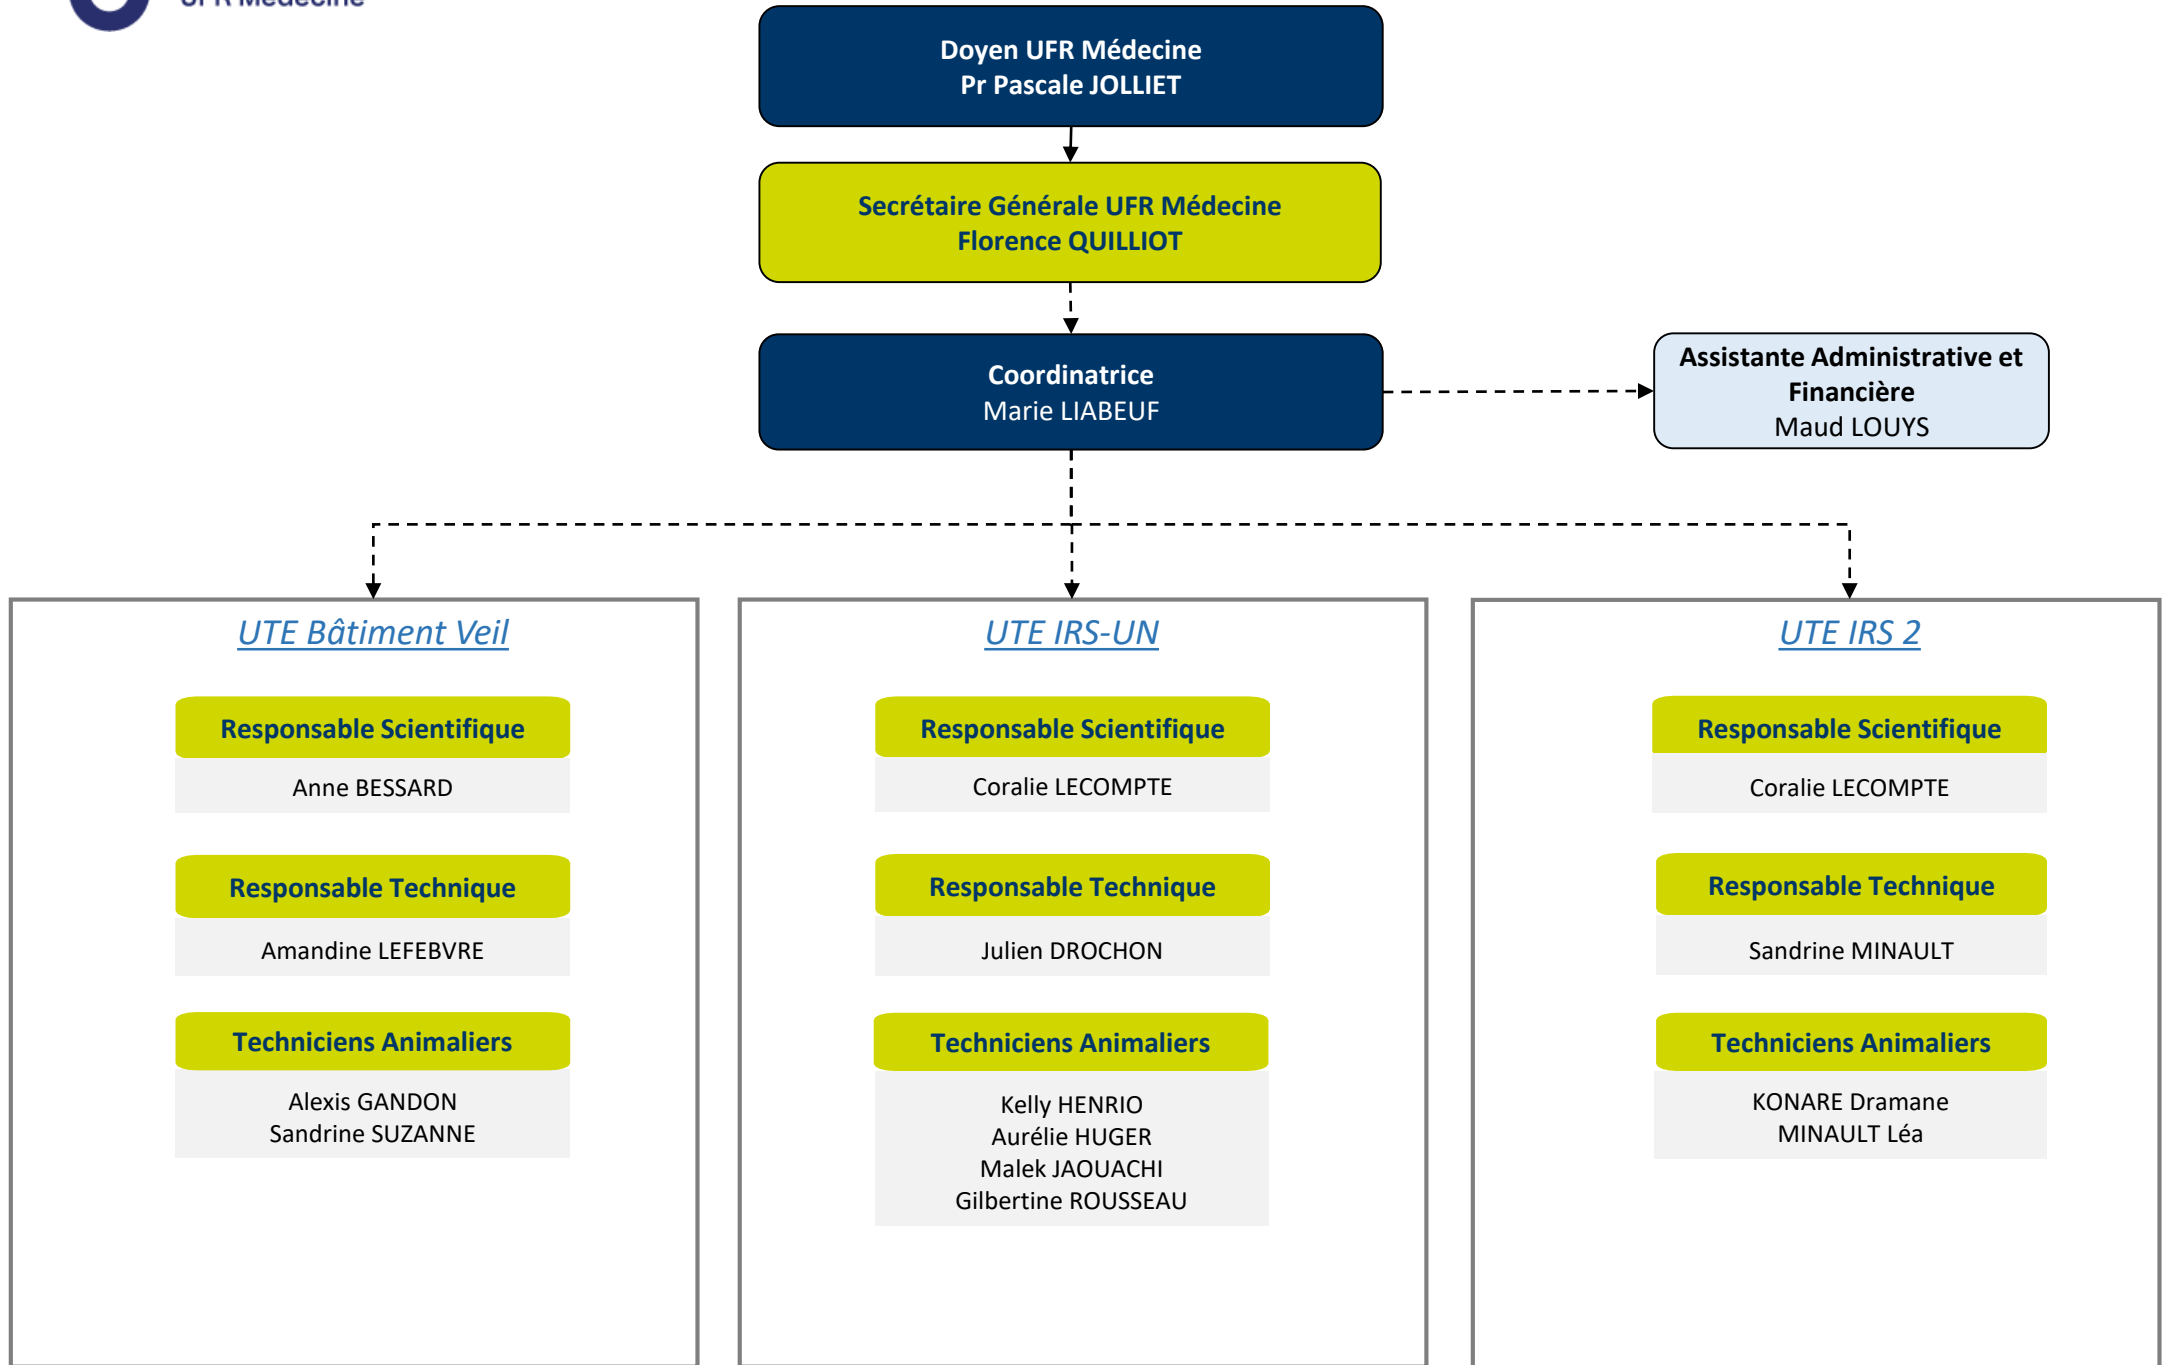 UFR Médecine
Doyen UFR Médecine
Pr Pascale JOLLIET
Secrétaire Générale UFR Médecine
Florence QUILLIOT
Coordinatrice
Marie LIABEUF
Assistante Administrative et
Financière
Maud LOUYS
UTE Bâtiment Veil
Responsable Scientifique
Anne BESSARD
Responsable Technique
Amandine LEFEBVRE
Techniciens Animaliers
Alexis GANDON
Sandrine SUZANNE
UTE IRS-UN
Responsable Scientifique
Coralie LECOMPTE
Responsable Technique
Julien DROCHON
Techniciens Animaliers
Kelly HENRIO
Aurélie HUGER
Malek JAOUACHI
Gilbertine ROUSSEAU
UTE IRS 2
Responsable Scientifique
Coralie LECOMPTE
Responsable Technique
Sandrine MINAULT
Techniciens Animaliers
KONARE Dramane
MINAULT Léa